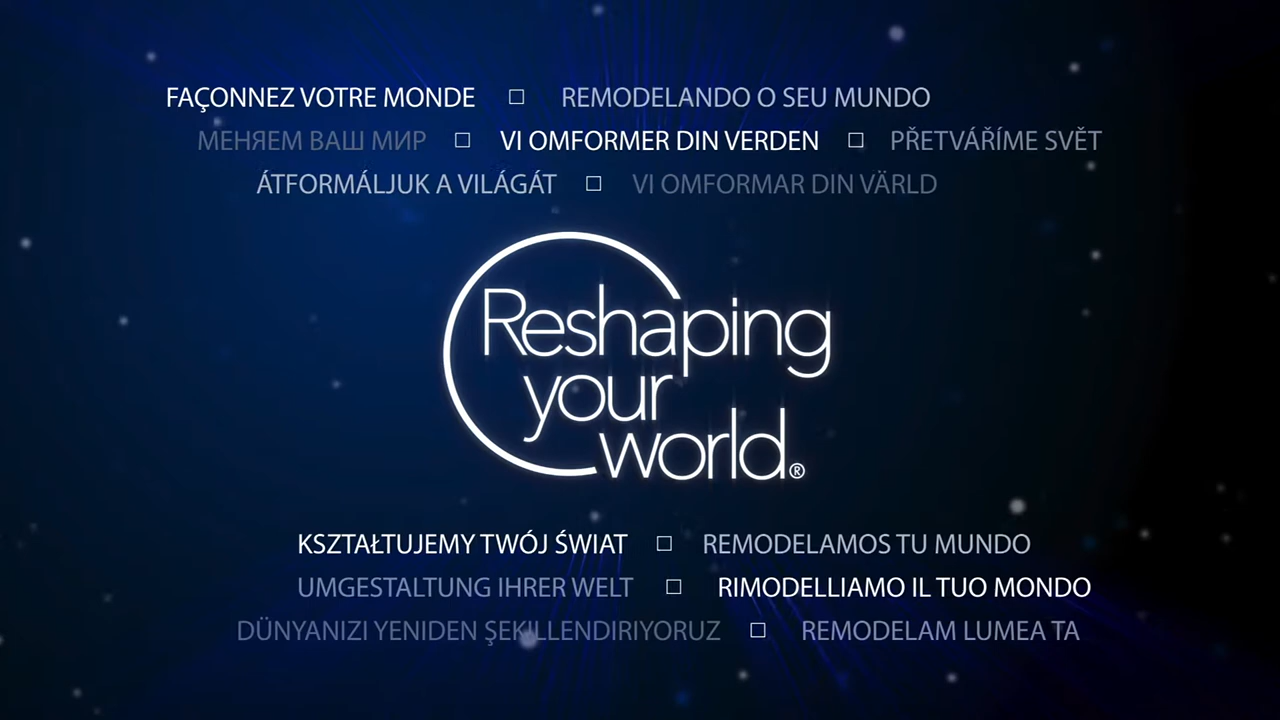 FAÇONNEZ VOTRE MONDE □ REMODELANDO O SEU MUNDO
МЕНЯЕМ ВАШ МИР □ VI OMFORMER DIN VERDEN □ PŘETVÁŘÍME SVĚT
ÁTFORMÁLJUK A VILÁGÁT □ VI OMFORMAR DIN VÄRLD
Reshaping
your
world.®
KSZTAŁTUJEMY TWÓJ ŚWIAT □ REMODELAMOS TU MUNDO
UMGESTALTUNG IHRER WELT □ RIMODELLIAMO IL TUO MONDO
DÜNYANIZI YENIDEN ŞEKILLENDIRIYORUZ □ REMODELAM LUMEA TA